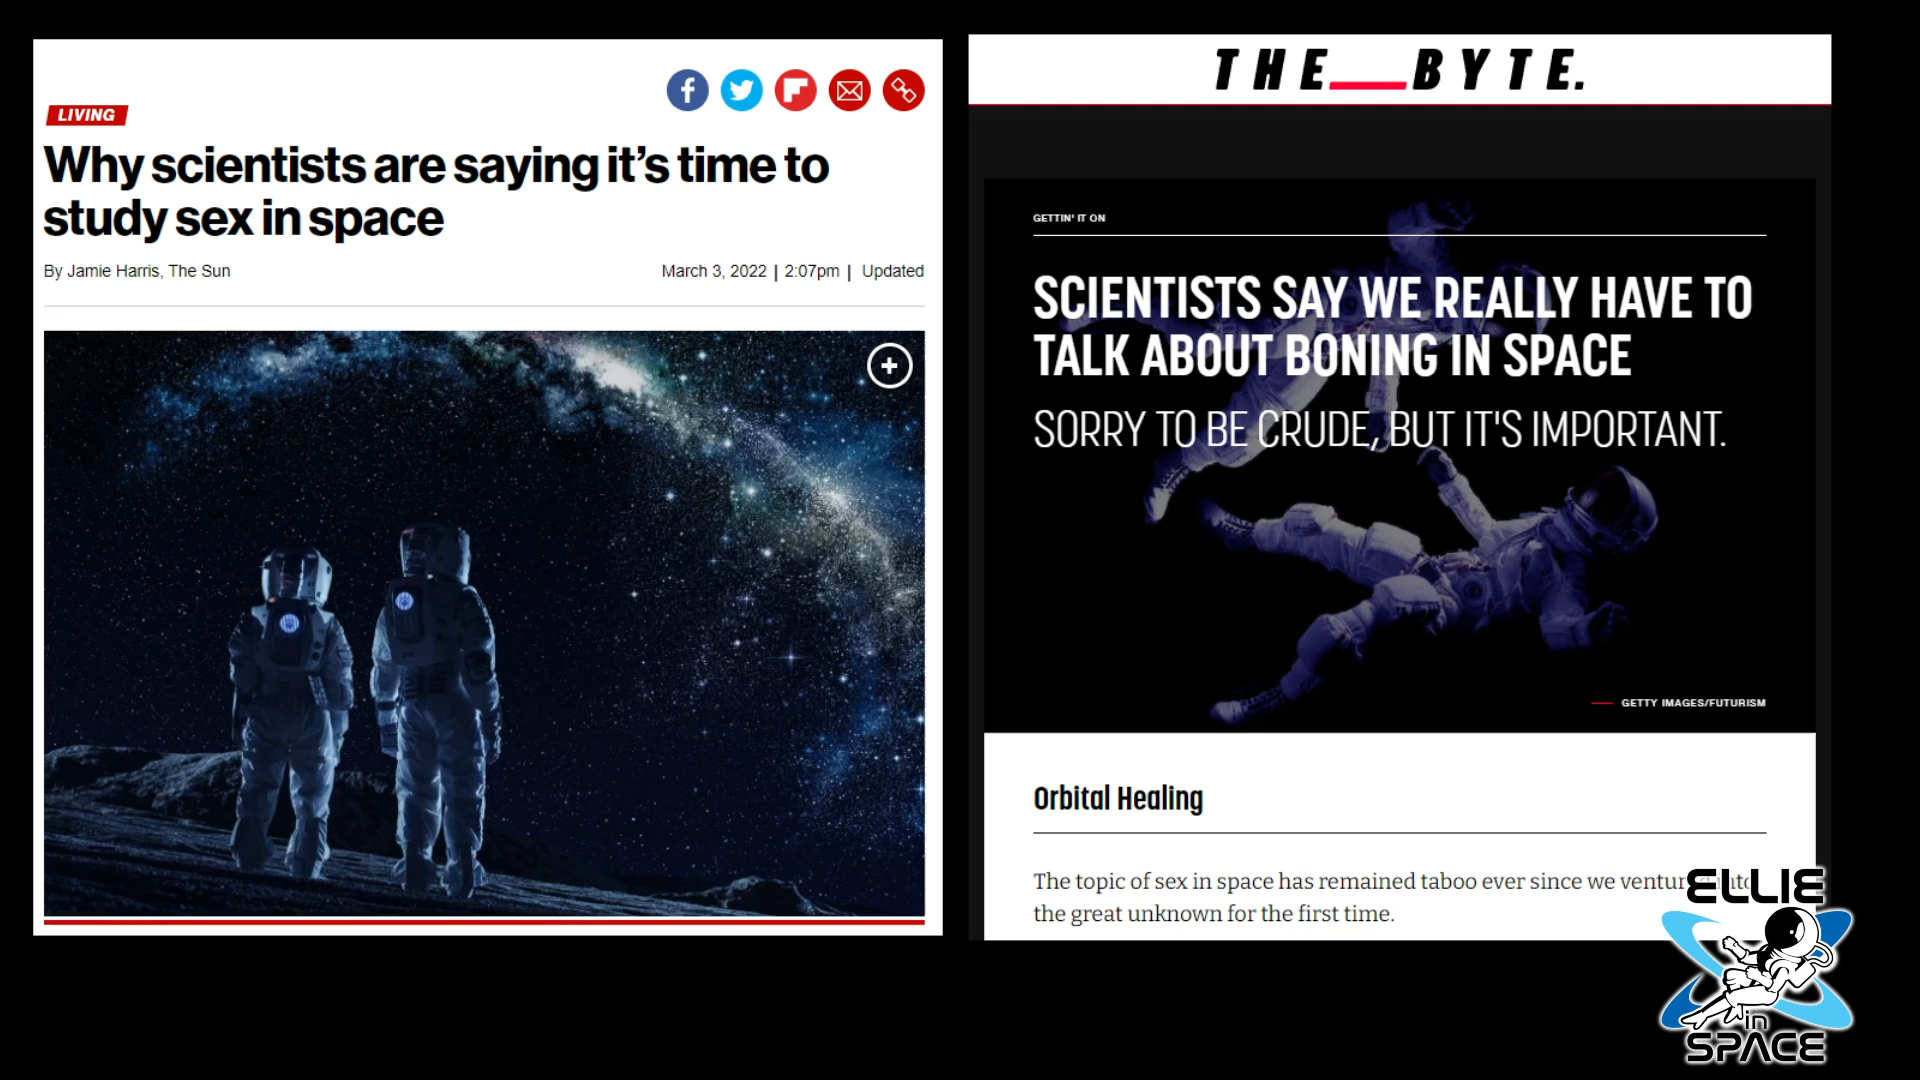 LIVING
Why scientists are saying it's time to
study sex in space
By Jamie Harris, The Sun
March 3, 2022 | 2:07pm | Updated
THE__BYTE.
GETTIN' IT ON
SCIENTISTS SAY WE REALLY HAVE TO
TALK ABOUT BONING IN SPACE
SORRY TO BE CRUDE, BUT IT'S IMPORTANT.
GETTY IMAGES/FUTURISM
Orbital Healing
The topic of sex in space has remained taboo ever since we
the great unknown for the first time.
ELLIE
in
SPACE